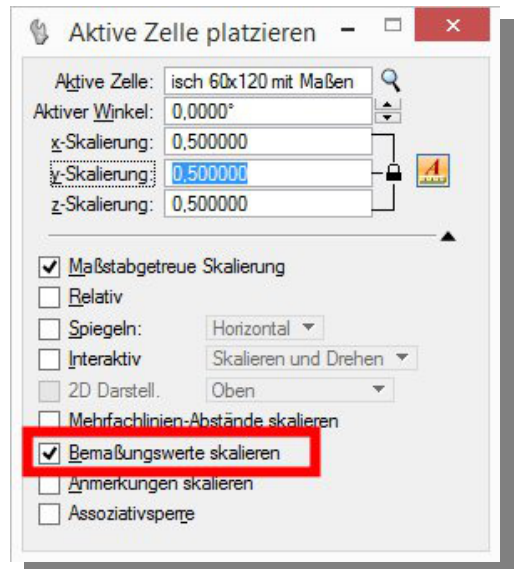 Aktive Zelle platzieren
Aktive Zelle: isch 60x120 mit Maßen
Aktiver Winkel: 0,0000°
x-Skalierung: 0,500000
y-Skalierung: 0,500000
z-Skalierung: 0,500000
A
Maßstabgetreue Skalierung
Relativ
Spiegeln: Horizontal
Interaktiv Skalieren und Drehen
2D Darstell. Oben
Mehrfachlinien-Abstände skalieren
Bemaßungswerte skalieren
Anmerkungen skalieren
Assoziativsperre